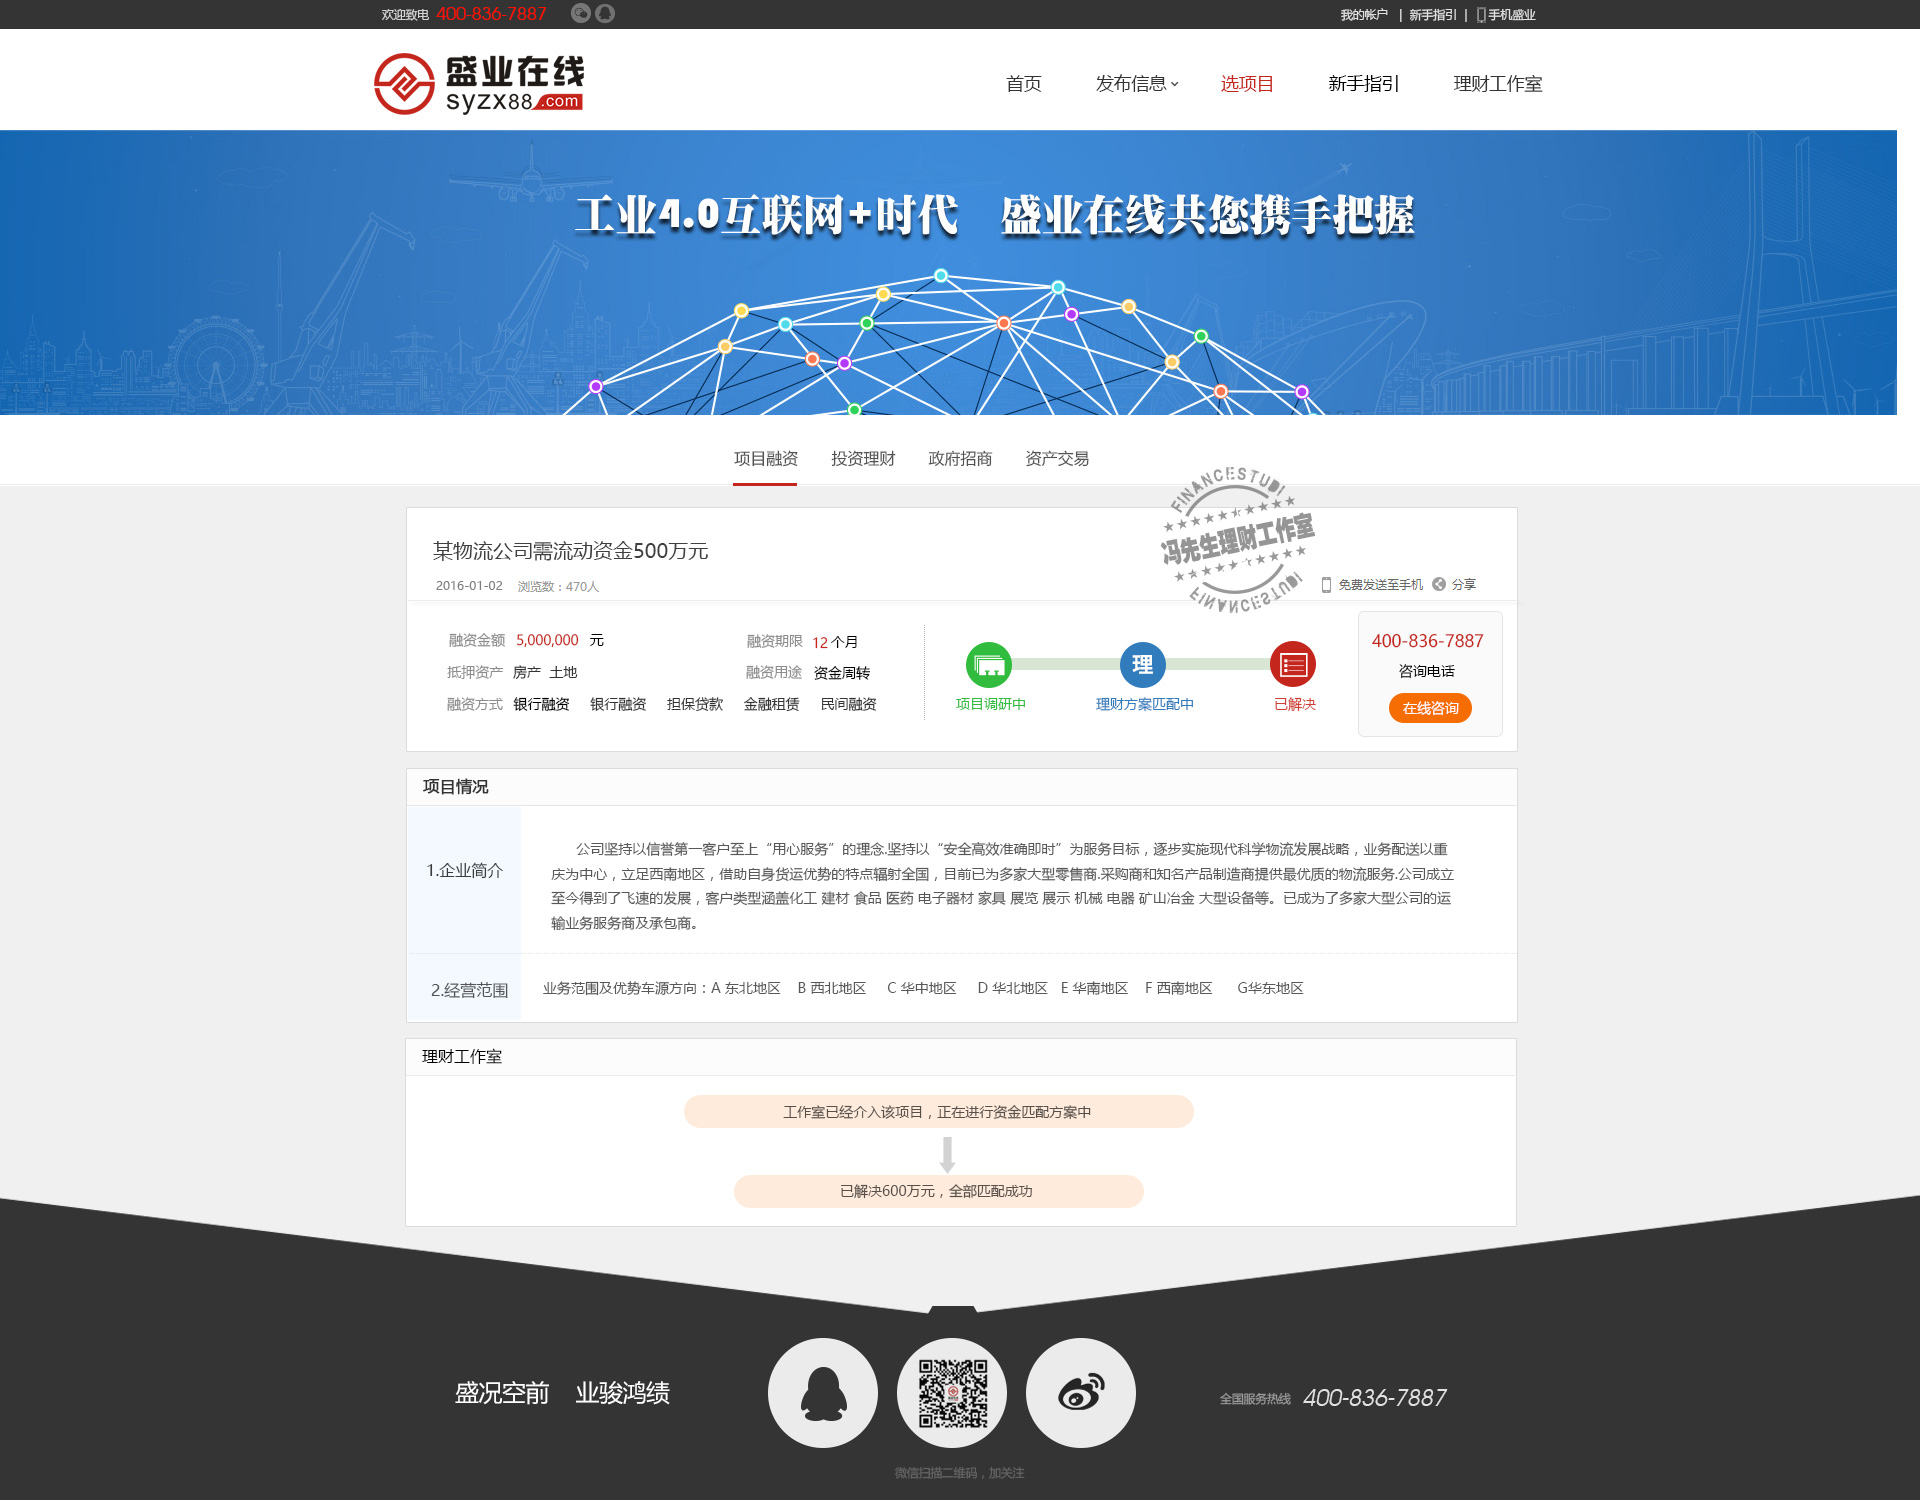 欢迎致电 400-836-7887
我的帐户 | 新手指引 | 手机盛业
盛业在线
syzx88.com
首页 发布信息 选项目 新手指引 理财工作室
工业4.0互联网+时代 盛业在线共您携手把握
项目融资 投资理财 政府招商 资产交易
FINANCESTUDI
冯先生理财工作室
FINANCESTUDI
某物流公司需流动资金500万元
2016-01-02 浏览数：470人
免费发送至手机 分享
融资金额 5,000,000 元 融资期限 12 个月
抵押资产 房产 土地 融资用途 资金周转
融资方式 银行融资 银行融资 担保贷款 金融租赁 民间融资
理
项目调研中 理财方案匹配中 已解决
400-836-7887
咨询电话
在线咨询
项目情况
1.企业简介
公司坚持以信誉第一客户至上“用心服务”的理念.坚持以“安全高效准确即时”为服务目标，逐步实施现代科学物流发展战略，业务配送以重
庆为中心，立足西南地区，借助自身货运优势的特点辐射全国，目前已为多家大型零售商.采购商和知名产品制造商提供最优质的物流服务.公司成立
至今得到了飞速的发展，客户类型涵盖化工 建材 食品 医药 电子器材 家具 展览 展示 机械 电器 矿山冶金 大型设备等。已成为了多家大型公司的运
输业务服务商及承包商。
2.经营范围
业务范围及优势车源方向：A 东北地区 B 西北地区 C 华中地区 D 华北地区 E 华南地区 F 西南地区 G华东地区
理财工作室
工作室已经介入该项目，正在进行资金匹配方案中
已解决600万元，全部匹配成功
盛况空前 业骏鸿绩
全国服务热线 400-836-7887
微信扫描二维码，加关注